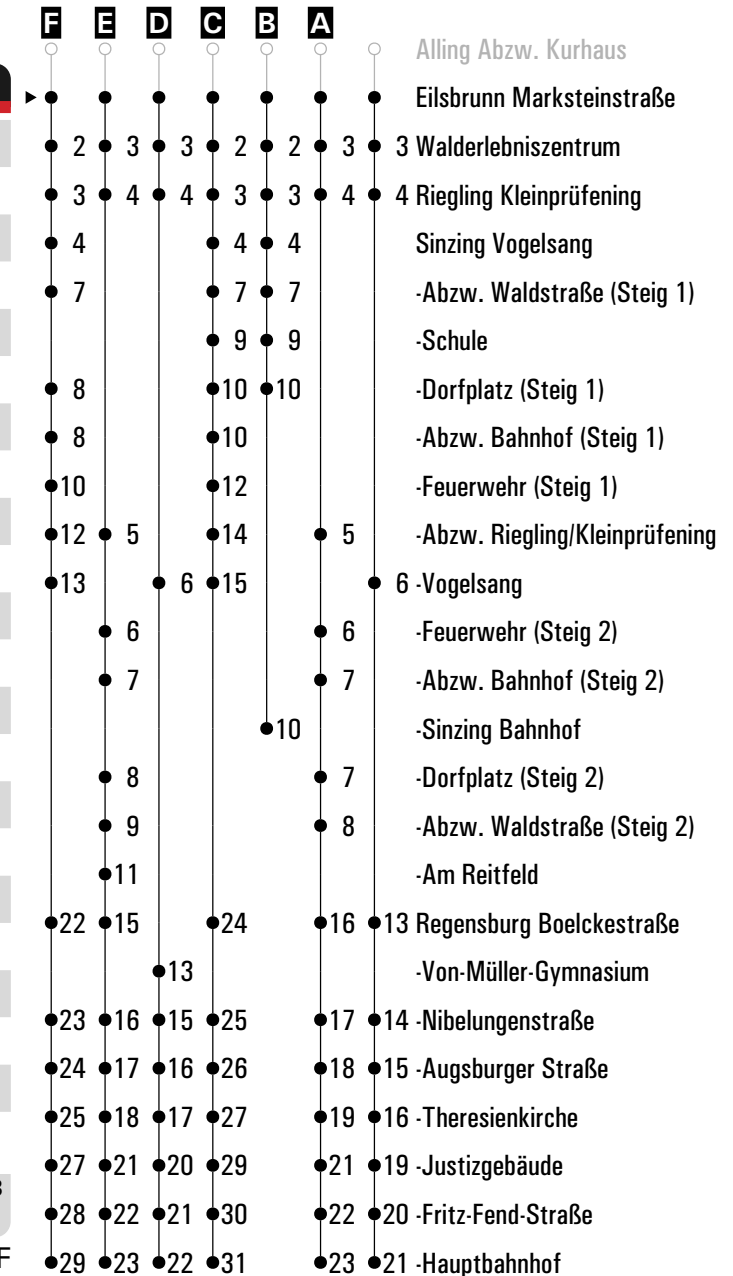 F E D C B A
Alling Abzw. Kurhaus
Eilsbrunn Marksteinstraße
2 3 3 2 2 3 3 Walderlebniszentrum
3 4 4 3 3 4 4 Riegling Kleinprüfening
4 4 4 Sinzing Vogelsang
7 7 7 -Abzw. Waldstraße (Steig 1)
9 9 -Schule
8 10 10 -Dorfplatz (Steig 1)
8 10 -Abzw. Bahnhof (Steig 1)
10 12 -Feuerwehr (Steig 1)
12 5 14 5 -Abzw. Riegling/Kleinprüfening
13 6 15 6 -Vogelsang
6 6 -Feuerwehr (Steig 2)
7 7 -Abzw. Bahnhof (Steig 2)
10 -Sinzing Bahnhof
8 7 -Dorfplatz (Steig 2)
9 8 -Abzw. Waldstraße (Steig 2)
11 -Am Reitfeld
22 15 24 16 13 Regensburg Boelckestraße
13 -Von-Müller-Gymnasium
23 16 15 25 17 14 -Nibelungenstraße
24 17 16 26 18 15 -Augsburger Straße
25 18 17 27 19 16 -Theresienkirche
27 21 20 29 21 19 -Justizgebäude
28 22 21 30 22 20 -Fritz-Fend-Straße
F 29 23 22 31 23 21 -Hauptbahnhof